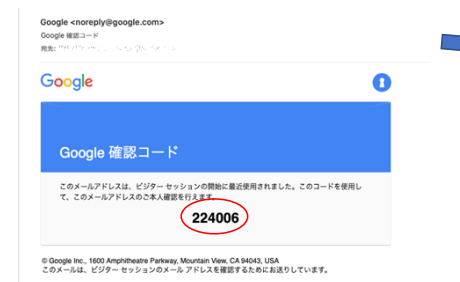 Google <noreply@google.com>
Google 確認コード
宛先:
Google
Google 確認コード
このメールアドレスは、ビジター セッションの開始に最近使用されました。このコードを使用し
て、このメールアドレスのご本人確認を行えます。
224006
© Google Inc., 1600 Amphitheatre Parkway, Mountain View, CA 94043, USA
このメールは、ビジター セッションのメール アドレスを確認するためにお送りしています。